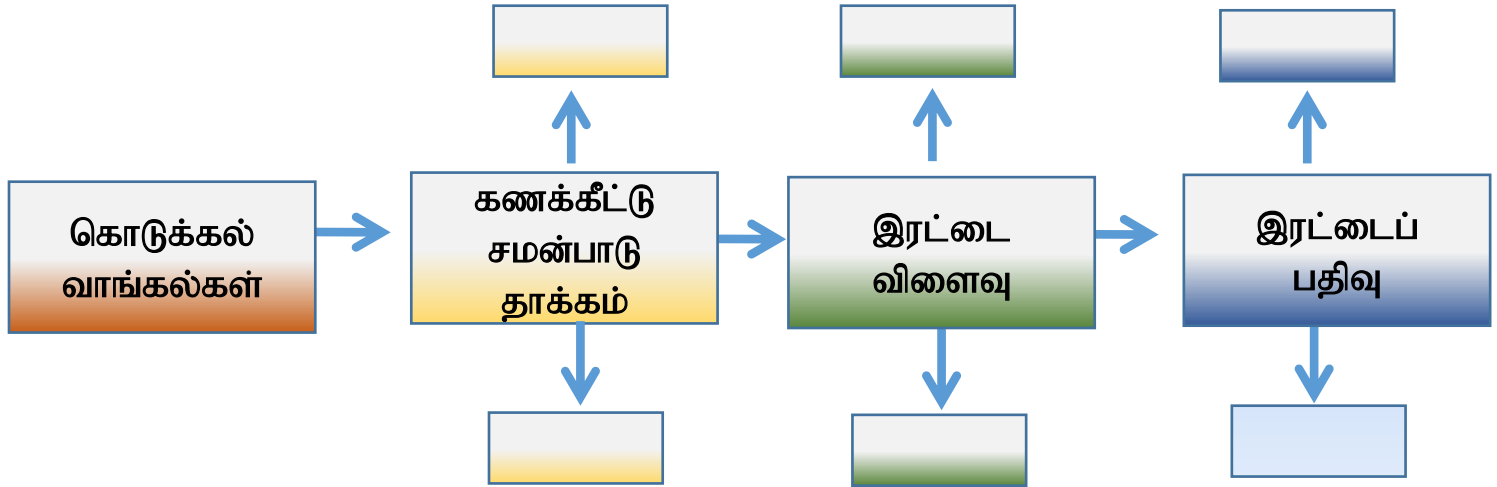 கொடுக்கல்
வாங்கல்கள்
கணக்கீட்டு
சமன்பாடு
தாக்கம்
இரட்டை
விளைவு
இரட்டைப்
பதிவு